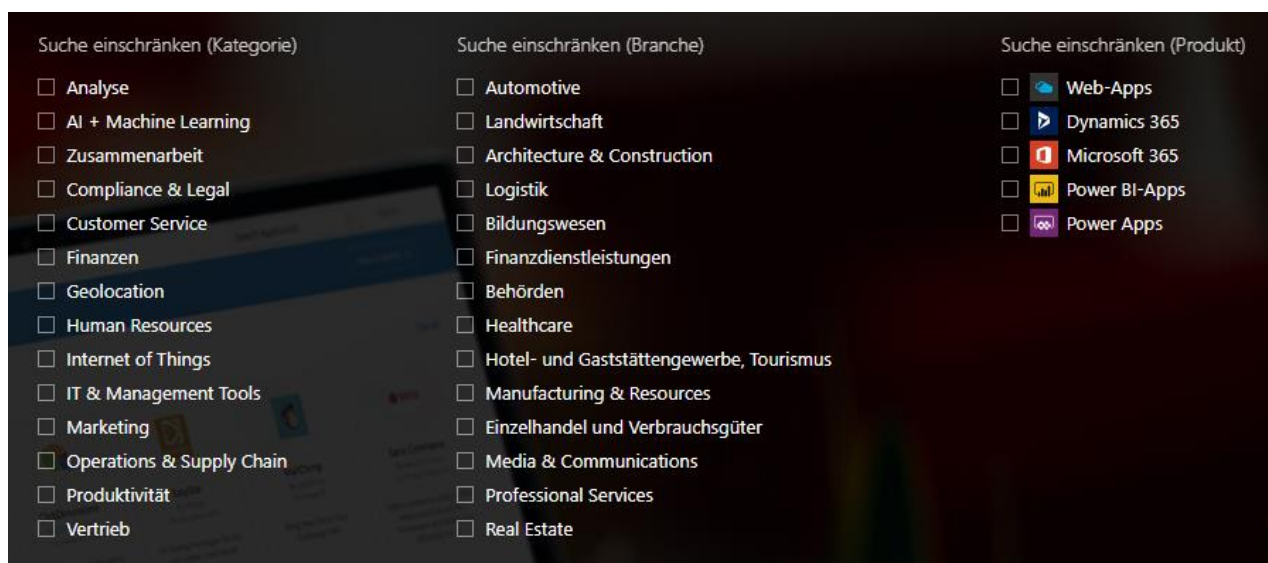 Suche einschränken (Kategorie)
Analyse
AI + Machine Learning
Zusammenarbeit
Compliance & Legal
Customer Service
Finanzen
Geolocation
Human Resources
Internet of Things
IT & Management Tools
Marketing
Operations & Supply Chain
Produktivität
Vertrieb
Suche einschränken (Branche)
Automotive
Landwirtschaft
Architecture & Construction
Logistik
Bildungswesen
Finanzdienstleistungen
Behörden
Healthcare
Hotel- und Gaststättengewerbe, Tourismus
Manufacturing & Resources
Einzelhandel und Verbrauchsgüter
Media & Communications
Professional Services
Real Estate
Suche einschränken (Produkt)
Web-Apps
Dynamics 365
Microsoft 365
Power BI-Apps
Power Apps